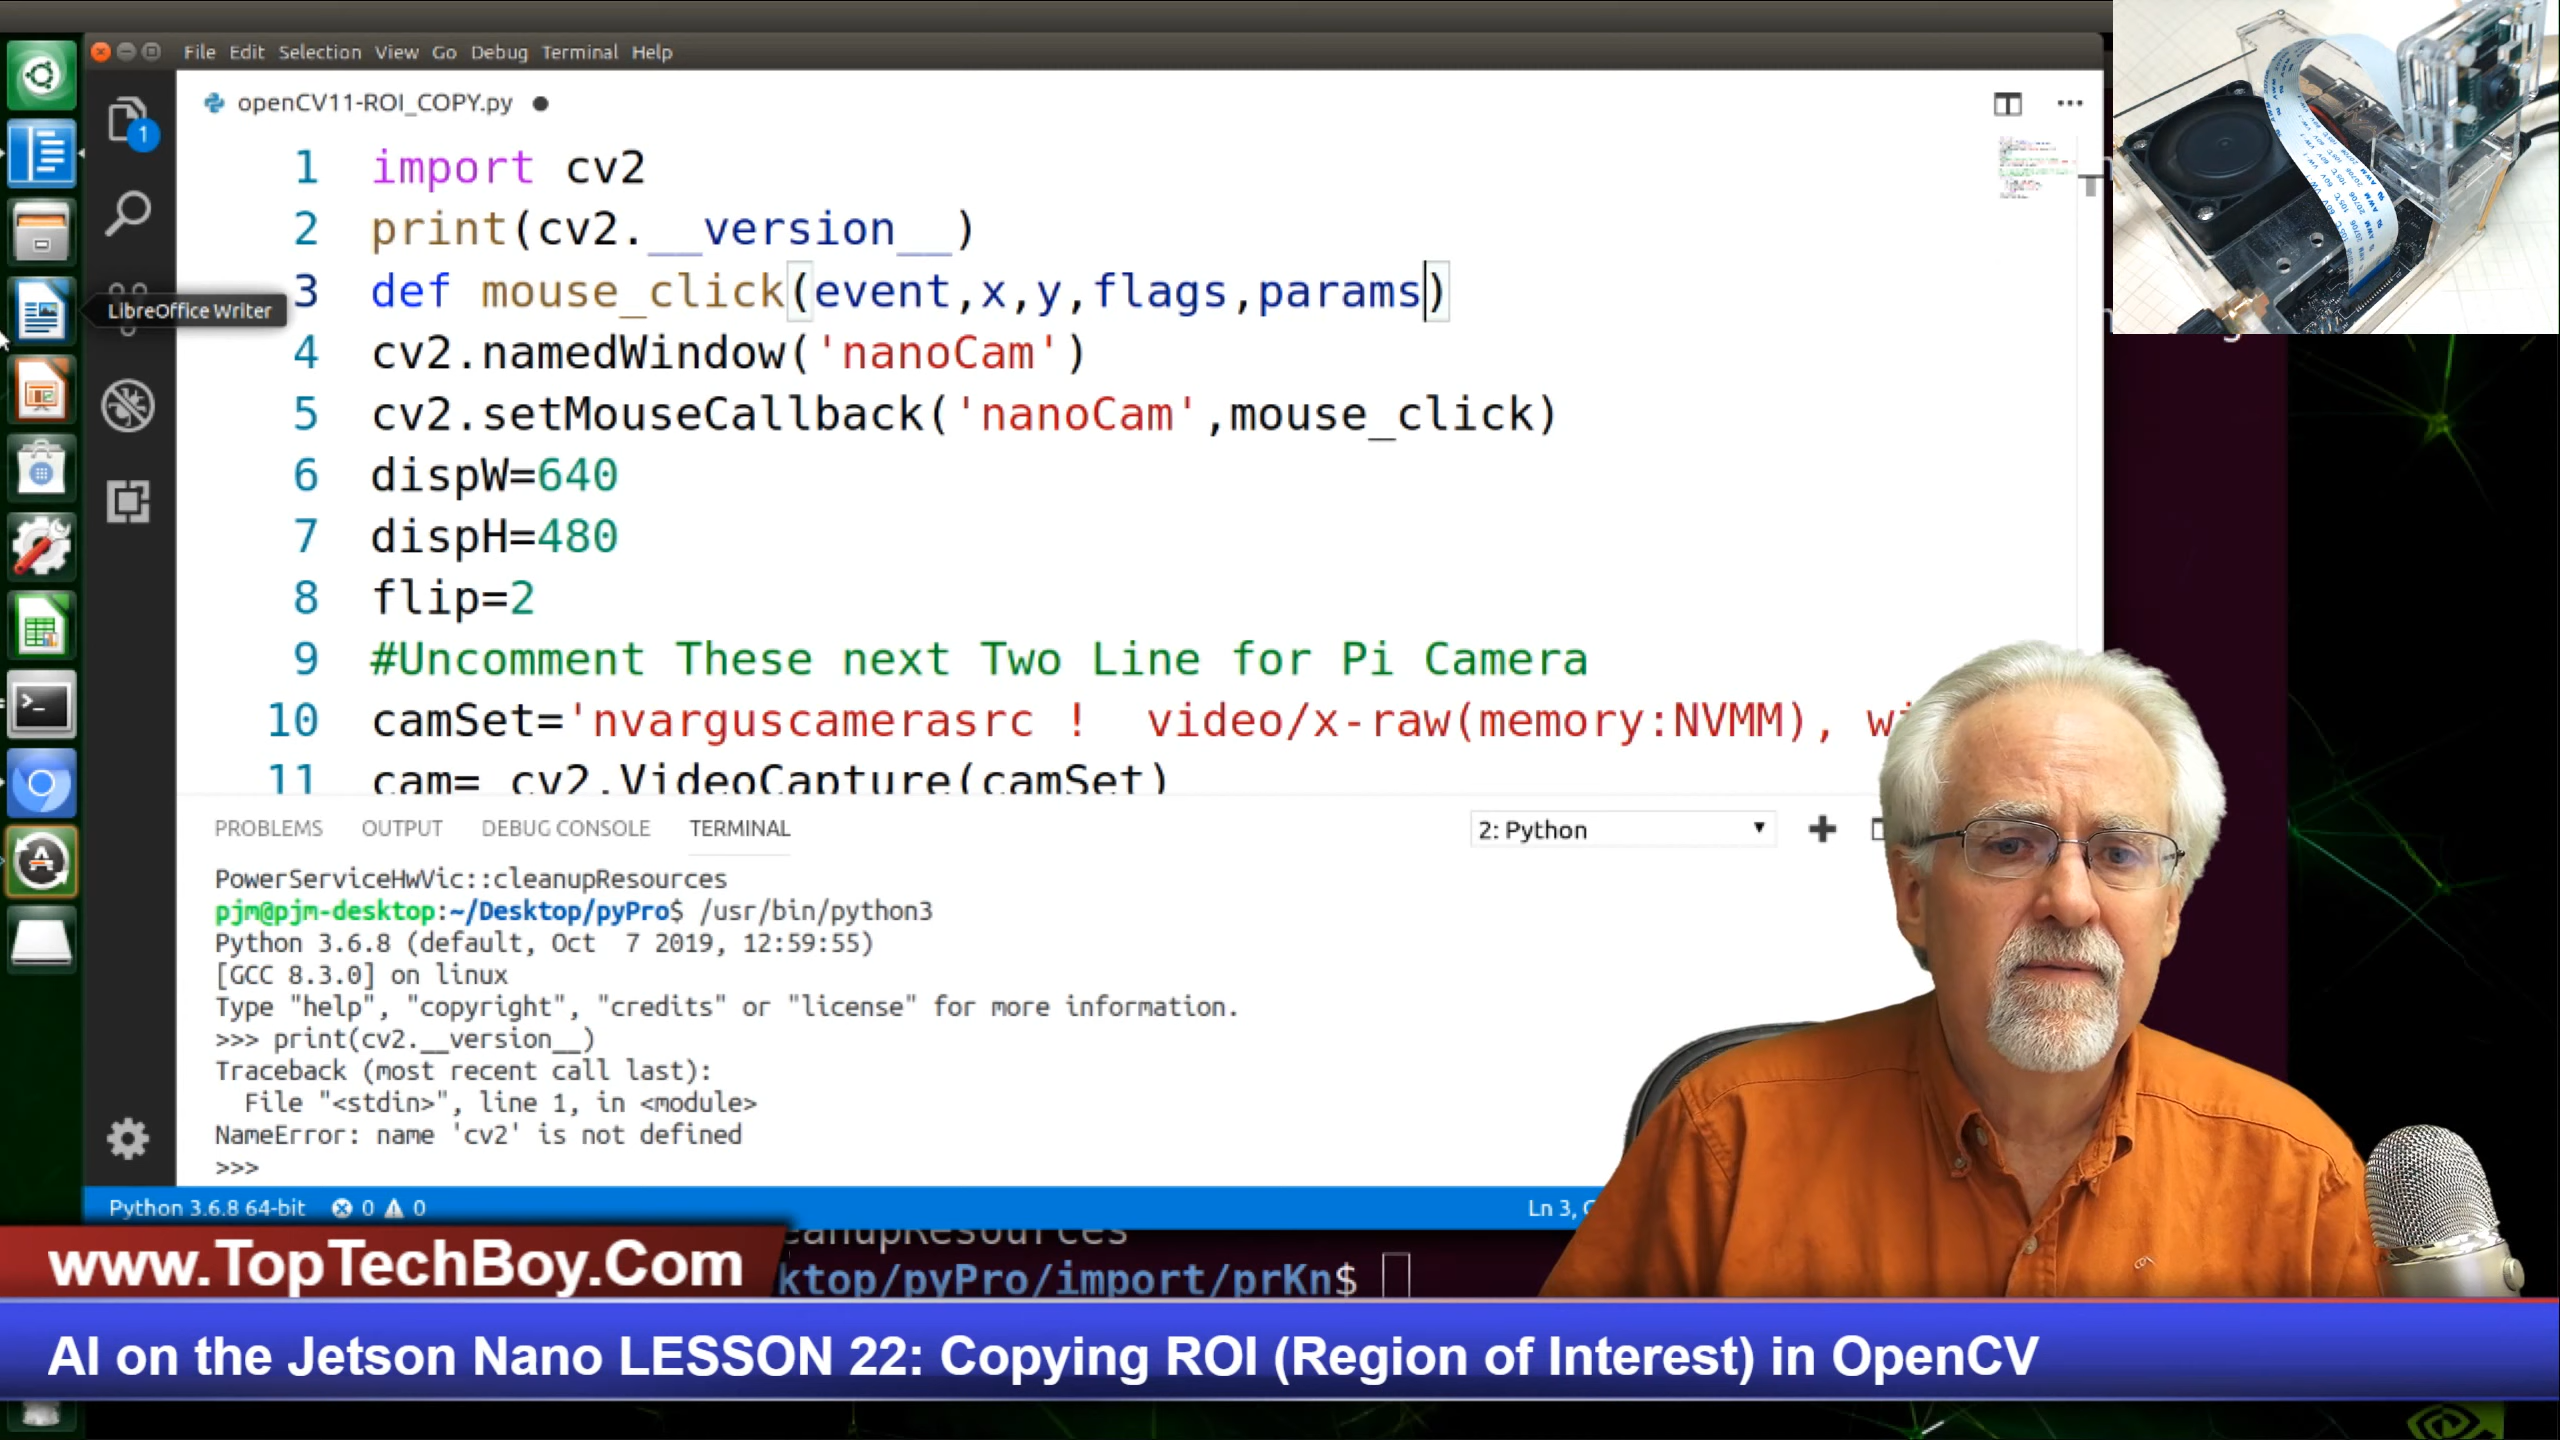 File Edit Selection View Go Debug Terminal Help
openCV11-ROI_COPY.py
1 import cv2
2 print(cv2.__version__)
3 def mouse_click(event,x,y,flags,params)
4 cv2.namedWindow('nanoCam')
5 cv2.setMouseCallback('nanoCam',mouse_click)
6 dispW=640
7 dispH=480
8 flip=2
9 #Uncomment These next Two Line for Pi Camera
10 camSet='nvarguscamerasrc !  video/x-raw(memory:NVMM), wi
11 cam= cv2.VideoCapture(camSet)
1
LibreOffice Writer
PROBLEMS OUTPUT DEBUG CONSOLE TERMINAL
2: Python
PowerServiceHwVic::cleanupResources
pjm@pjm-desktop:~/Desktop/pyPro$ /usr/bin/python3
Python 3.6.8 (default, Oct  7 2019, 12:59:55)
[GCC 8.3.0] on linux
Type "help", "copyright", "credits" or "license" for more information.
>>> print(cv2.__version__)
Traceback (most recent call last):
  File "<stdin>", line 1, in <module>
NameError: name 'cv2' is not defined
>>>
Python 3.6.8 64-bit 0 0
Ln 3, C
eanupResources
ktop/pyPro/import/prKn$
www.TopTechBoy.Com
AI on the Jetson Nano LESSON 22: Copying ROI (Region of Interest) in OpenCV